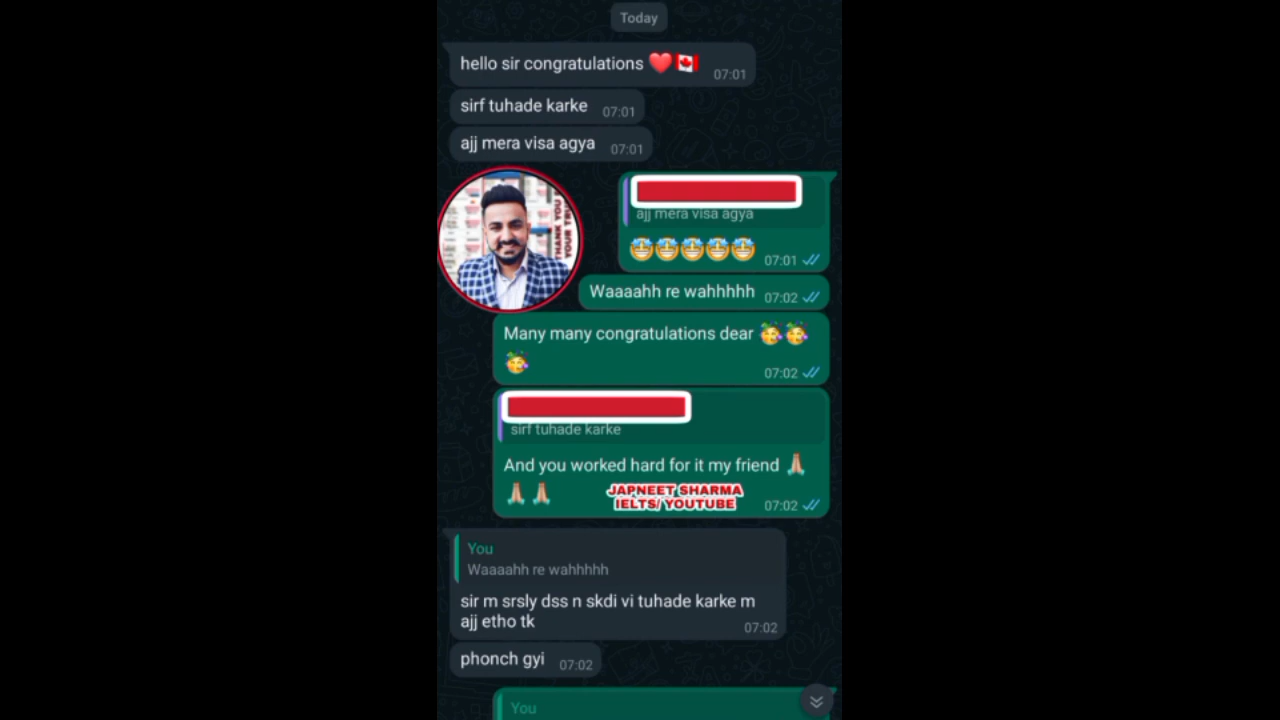 Today
hello sir congratulations ❤️🇨🇦 07:01
sirf tuhade karke 07:01
ajj mera visa agya 07:01
THANK YOU
YOUR TRU
ajj mera visa agya
🤩🤩🤩🤩🤩 07:01
Waaaahh re wahhhhh 07:02
Many many congratulations dear 🥳🥳
🥳 07:02
sirf tuhade karke
And you worked hard for it my friend 🙏🏼
🙏🏼🙏🏼 07:02
JAPNEET SHARMA
IELTS/ YOUTUBE
You
Waaaahh re wahhhhh
sir m srsly dss n skdi vi tuhade karke m
ajj etho tk 07:02
phonch gyi 07:02
You